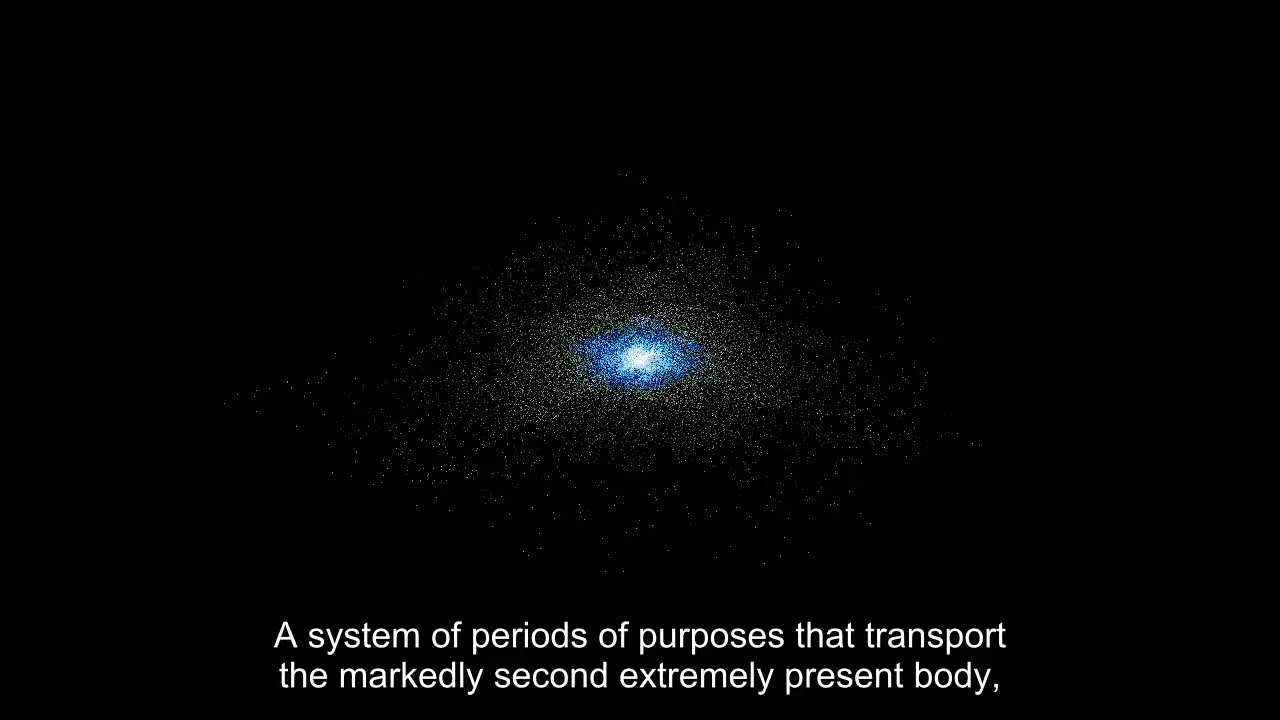 A system of periods of purposes that transport
the markedly second extremely present body,